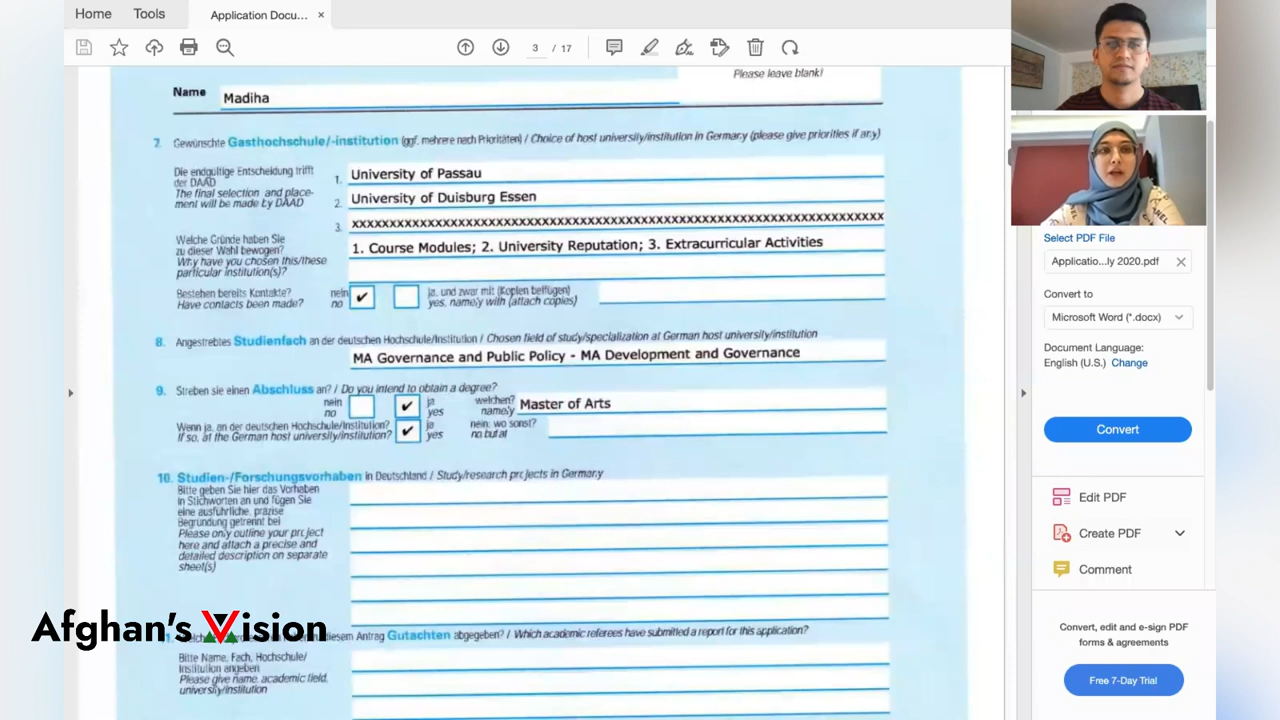 Home Tools Application Docu... ×
3 / 17
Please leave blank!
Name Madiha
7. Gewünschte Gasthochschule/-institution (ggf. mehrere nach Prioritäten) / Choice of host university/institution in Germany (please give priorities if any)
Die endgültige Entscheidung trifft
der DAAD
The final selection and place-
ment will be made by DAAD
1. University of Passau
2. University of Duisburg Essen
3. xxxxxxxxxxxxxxxxxxxxxxxxxxxxxxxxxxxxxxxxxxxxxxxxxxxxxxxxxxxxxxxxxxxxxxxxxxx
Welche Gründe haben Sie
zu dieser Wahl bewogen?
Why have you chosen this/these
particular institution(s)?
1. Course Modules; 2. University Reputation; 3. Extracurricular Activities
Bestehen bereits Kontakte? nein ja, und zwar mit (Kopien beifügen)
Have contacts been made? no ✔ yes, namely with (attach copies)
8. Angestrebtes Studienfach an der deutschen Hochschule/Institution / Chosen field of study/specialization at German host university/institution
MA Governance and Public Policy - MA Development and Governance
9. Streben sie einen Abschluss an? / Do you intend to obtain a degree?
nein ja welchen?
no ✔ yes namely Master of Arts
Wenn ja, an der deutschen Hochschule/Institution? ja nein; wo sonst?
If so, at the German host university/institution? ✔ yes no but at
10. Studien-/Forschungsvorhaben in Deutschland / Study/research projects in Germany
Bitte geben Sie hier das Vorhaben
in Stichworten an und fügen Sie
eine ausführliche, präzise
Begründung getrennt bei
Please only outline your project
here and attach a precise and
detailed description on separate
sheet(s)
diesem Antrag Gutachten abgegeben? / Which academic referees have submitted a report for this application?
Bitte Name, Fach, Hochschule/
Institution angeben
Please give name, academic field,
university/institution
Afghan's Vision
Select PDF File
Applicatio...ly 2020.pdf
Convert to
Microsoft Word (*.docx)
Document Language:
English (U.S.) Change
Convert
Edit PDF
Create PDF
Comment
Convert, edit and e-sign PDF
forms & agreements
Free 7-Day Trial